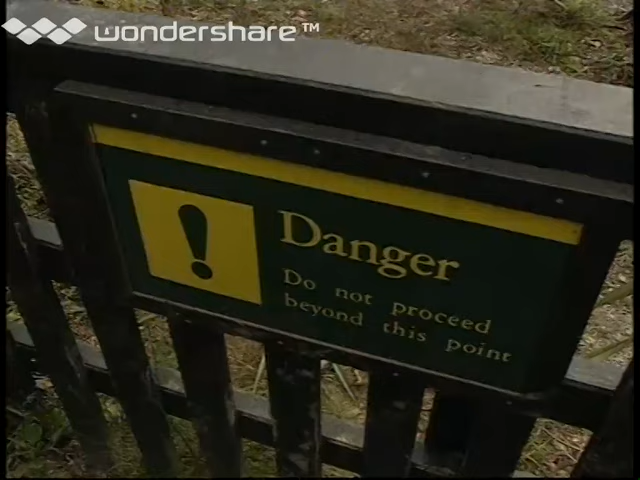 wondershare™
!
Danger
Do not proceed
beyond this point